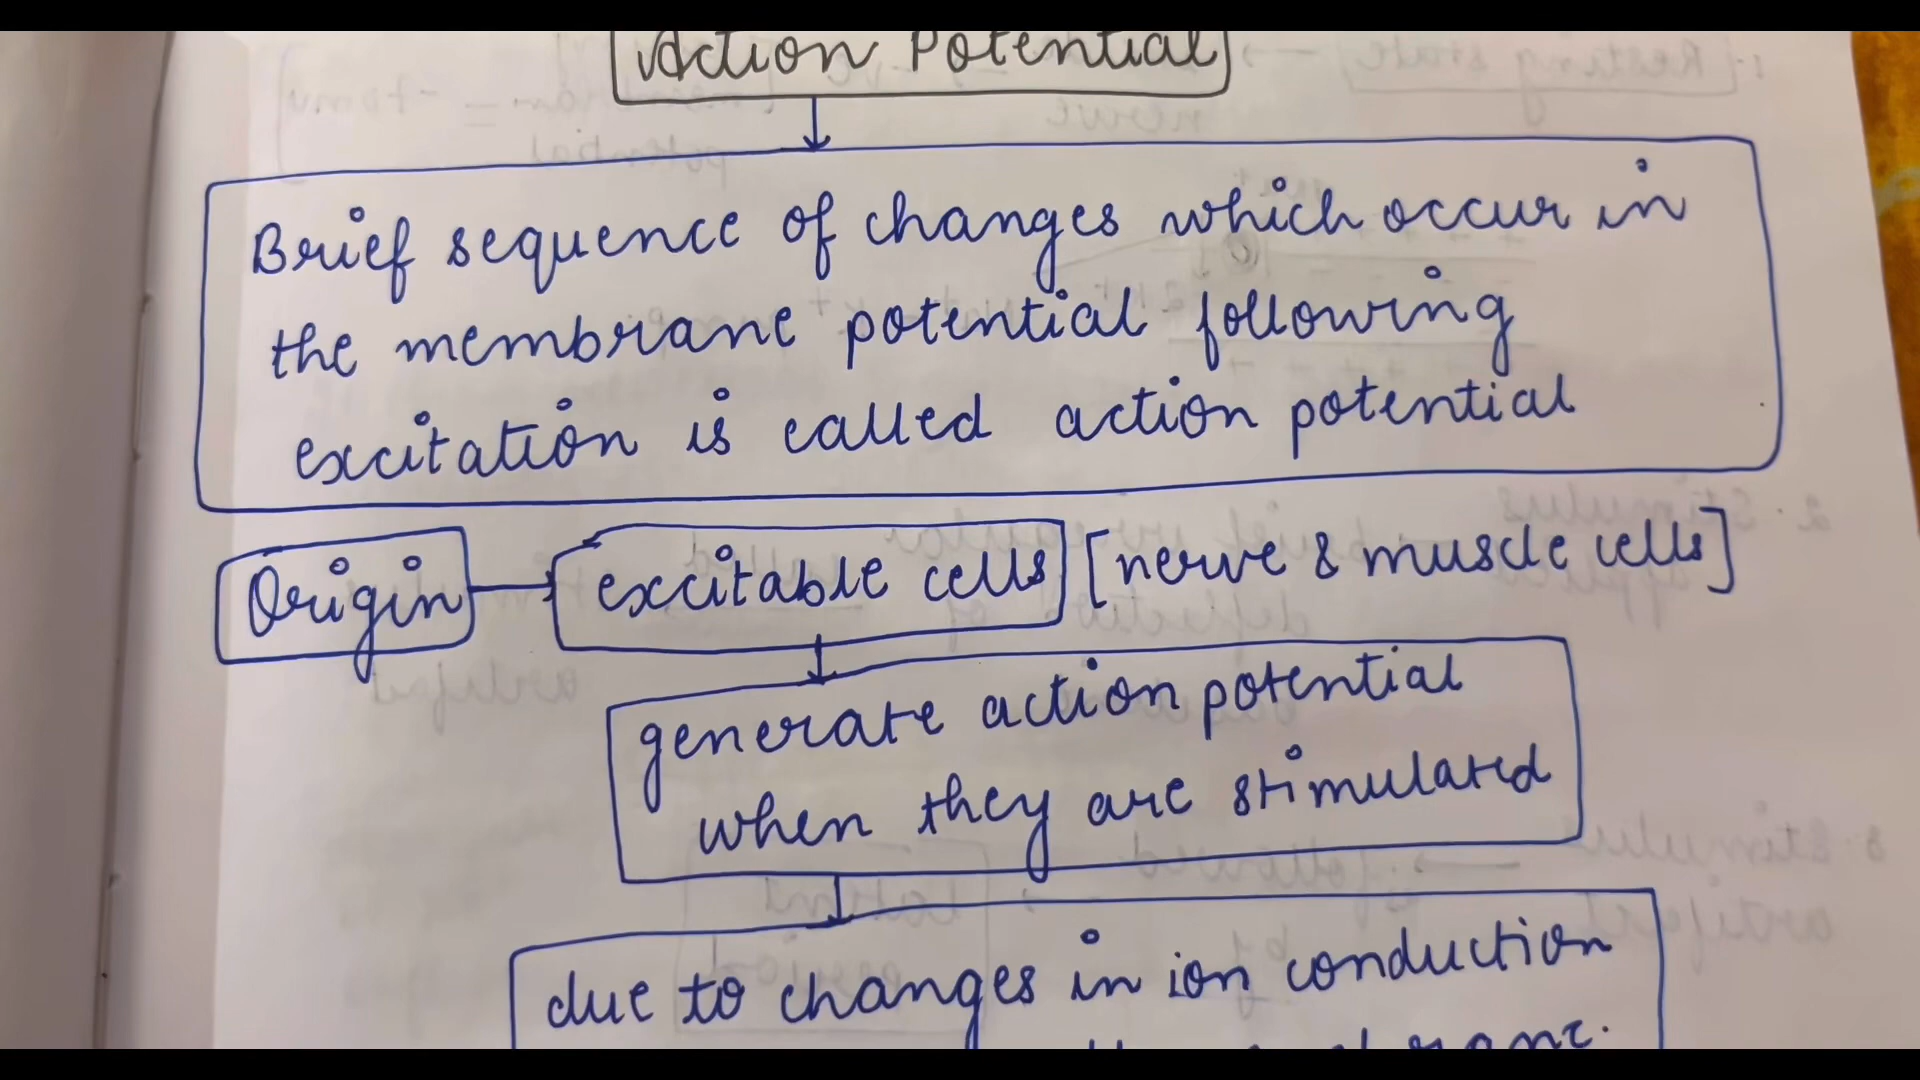 Action Potential
Brief sequence of changes which occur in
the membrane potential following
excitation is called action potential
Origin excitable cells [nerve & muscle cells]
generate action potential
when they are stimulated
due to changes in ion conduction